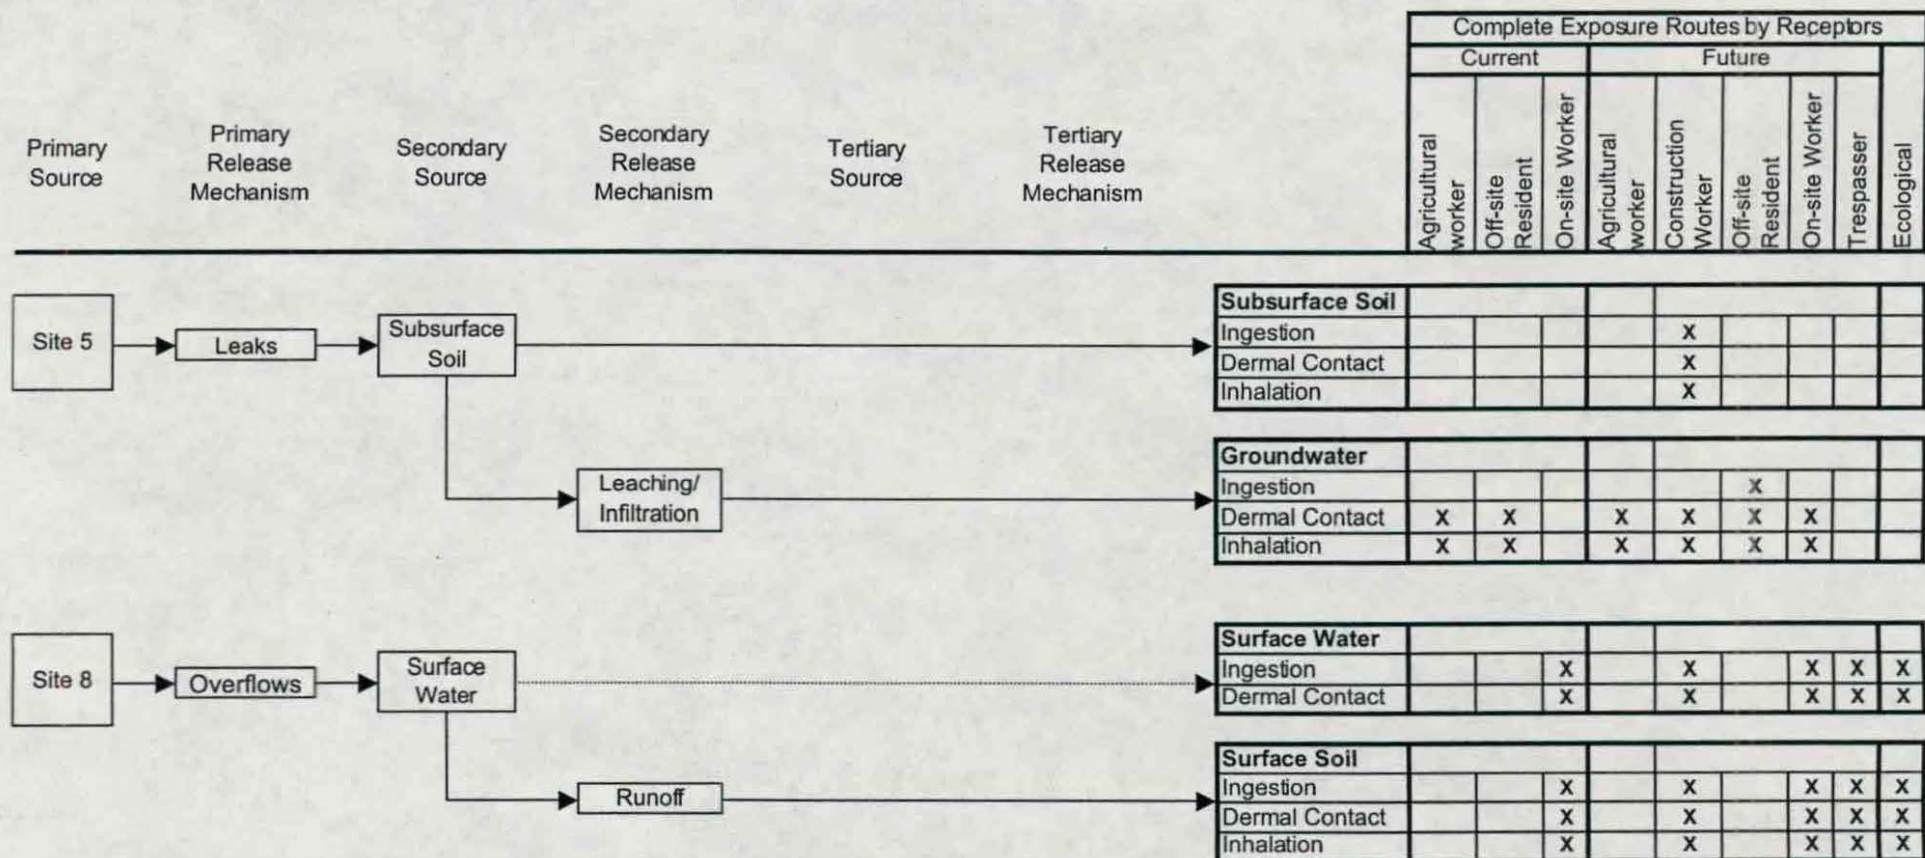 Complete Exposure Routes by Receptors
Current Future
Primary
Source
Primary
Release
Mechanism
Secondary
Source
Secondary
Release
Mechanism
Tertiary
Source
Tertiary
Release
Mechanism
Agricultural
worker
Off-site
Resident
On-site Worker
Agricultural
worker
Construction
Worker
Off-site
Resident
On-site Worker
Trespasser
Ecological
Site 5
Leaks
Subsurface
Soil
Subsurface Soil
Ingestion X
Dermal Contact X
Inhalation X
Leaching/
Infiltration
Groundwater
Ingestion X
Dermal Contact X X X X X X
Inhalation X X X X X X
Site 8
Overflows
Surface
Water
Surface Water
Ingestion X X X X X
Dermal Contact X X X X X
Runoff
Surface Soil
Ingestion X X X X X
Dermal Contact X X X X X
Inhalation X X X X X